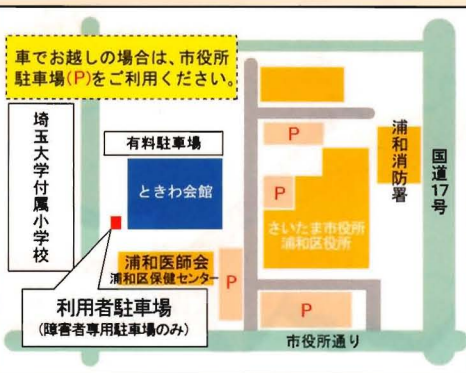 車でお越しの場合は、市役所
駐車場(P)をご利用ください。
埼玉大学付属小学校
有料駐車場
ときわ会館
P
P
浦和消防署
国道17号
さいたま市役所
浦和区役所
浦和医師会
浦和区保健センター
P
P
利用者駐車場
(障害者専用駐車場のみ)
市役所通り